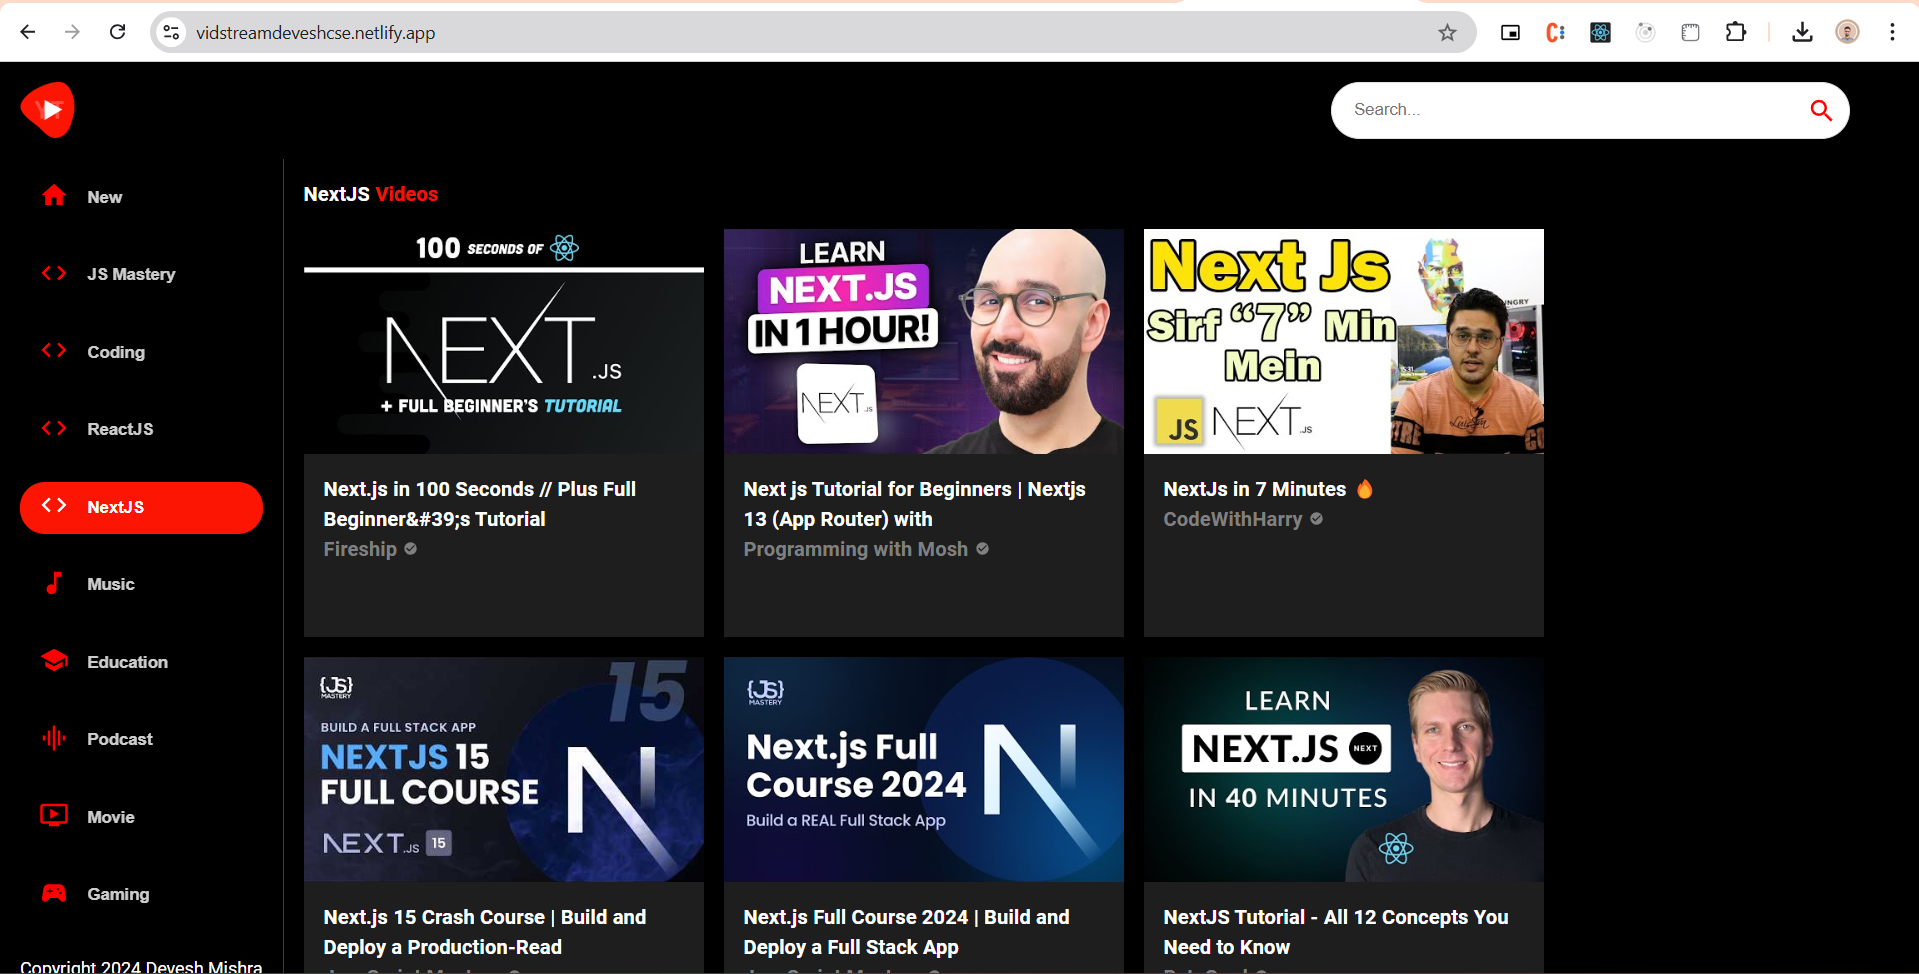 vidstreamdeveshcse.netlify.app
Search...
New
JS Mastery
Coding
ReactJS
NextJS
Music
Education
Podcast
Movie
Gaming
Copyright 2024 Devesh Mishra
NextJS Videos
100 SECONDS OF
NEXT.JS
+ FULL BEGINNER'S TUTORIAL
Next.js in 100 Seconds // Plus Full
Beginner&#39;s Tutorial
Fireship
LEARN
NEXT.JS
IN 1 HOUR!
NEXT.JS
Next js Tutorial for Beginners | Nextjs
13 (App Router) with
Programming with Mosh
Next Js
Sirf “7” Min
Mein
JS NEXT.JS
NextJs in 7 Minutes 🔥
CodeWithHarry
{JS}
MASTERY
15
BUILD A FULL STACK APP
NEXTJS 15
FULL COURSE
NEXT.JS 15
Next.js 15 Crash Course | Build and
Deploy a Production-Read
{JS}
MASTERY
Next.js Full
Course 2024
Build a REAL Full Stack App
Next.js Full Course 2024 | Build and
Deploy a Full Stack App
LEARN
NEXT.JS NEXT
IN 40 MINUTES
NextJS Tutorial - All 12 Concepts You
Need to Know